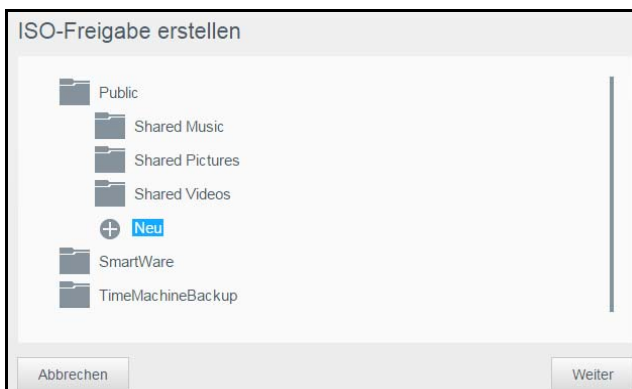 ISO-Freigabe erstellen
Public
Shared Music
Shared Pictures
Shared Videos
Neu
SmartWare
TimeMachineBackup
Abbrechen
Weiter